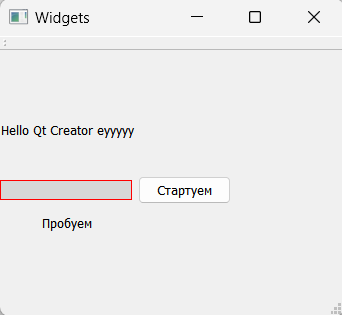 Widgets
Hello Qt Creator eyyyyy
Стартуем
Пробуем